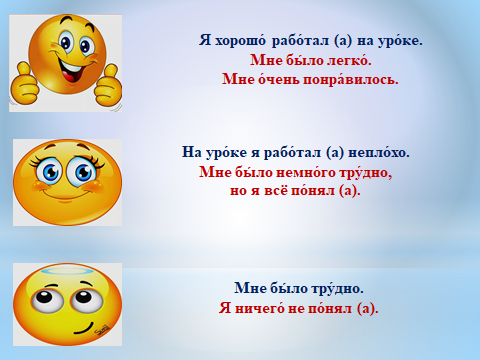 Я хорошо́ рабо́тал (а) на уро́ке.
Мне бы́ло легко́.
Мне о́чень понра́вилось.
На уро́ке я рабо́тал (а) непло́хо.
Мне бы́ло немно́го тру́дно,
но я всё по́нял (а).
Мне бы́ло тру́дно.
Я ничего́ не по́нял (а).